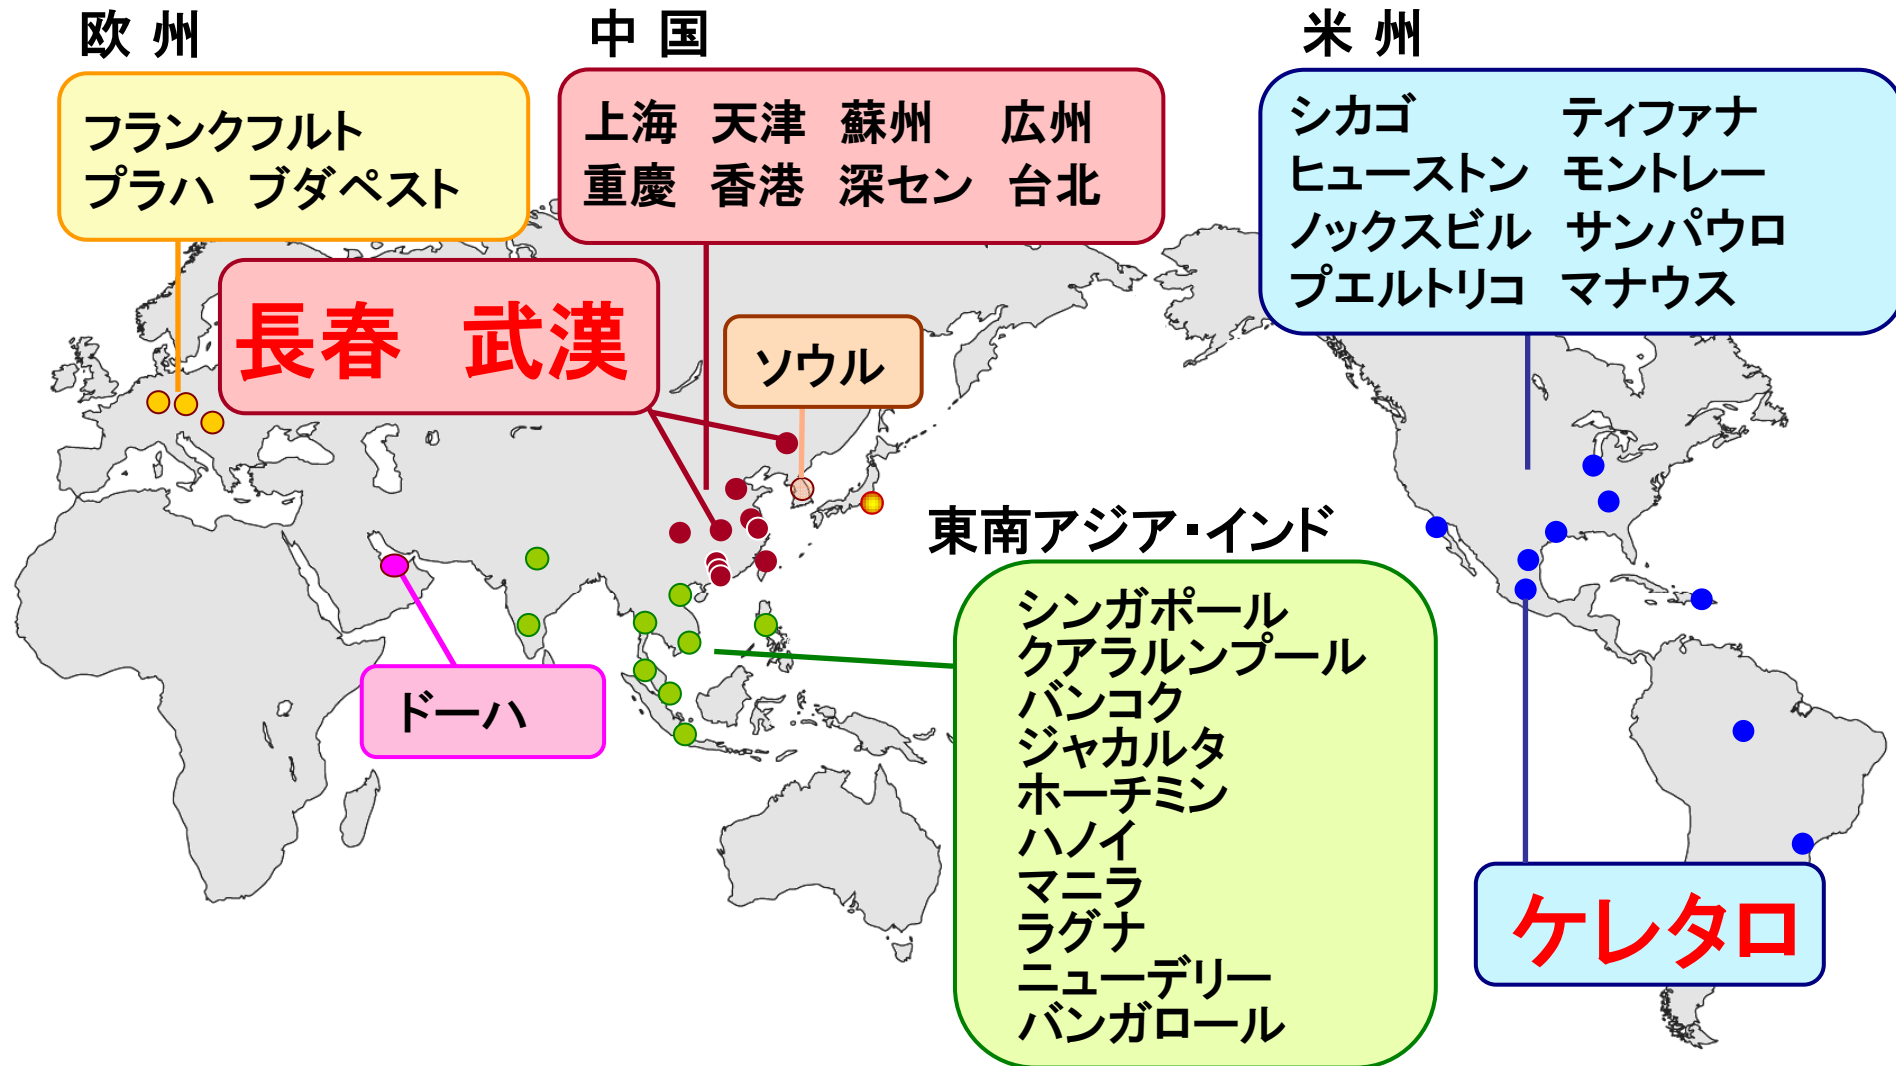 欧 州
フランクフルト
プラハ ブダペスト
中 国
上海 天津 蘇州 広州
重慶 香港 深セン 台北
長春 武漢
ソウル
ドーハ
東南アジア・インド
シンガポール
クアラルンプール
バンコク
ジャカルタ
ホーチミン
ハノイ
マニラ
ラグナ
ニューデリー
バンガロール
米 州
シカゴ ティファナ
ヒューストン モントレー
ノックスビル サンパウロ
プエルトリコ マナウス
ケレタロ